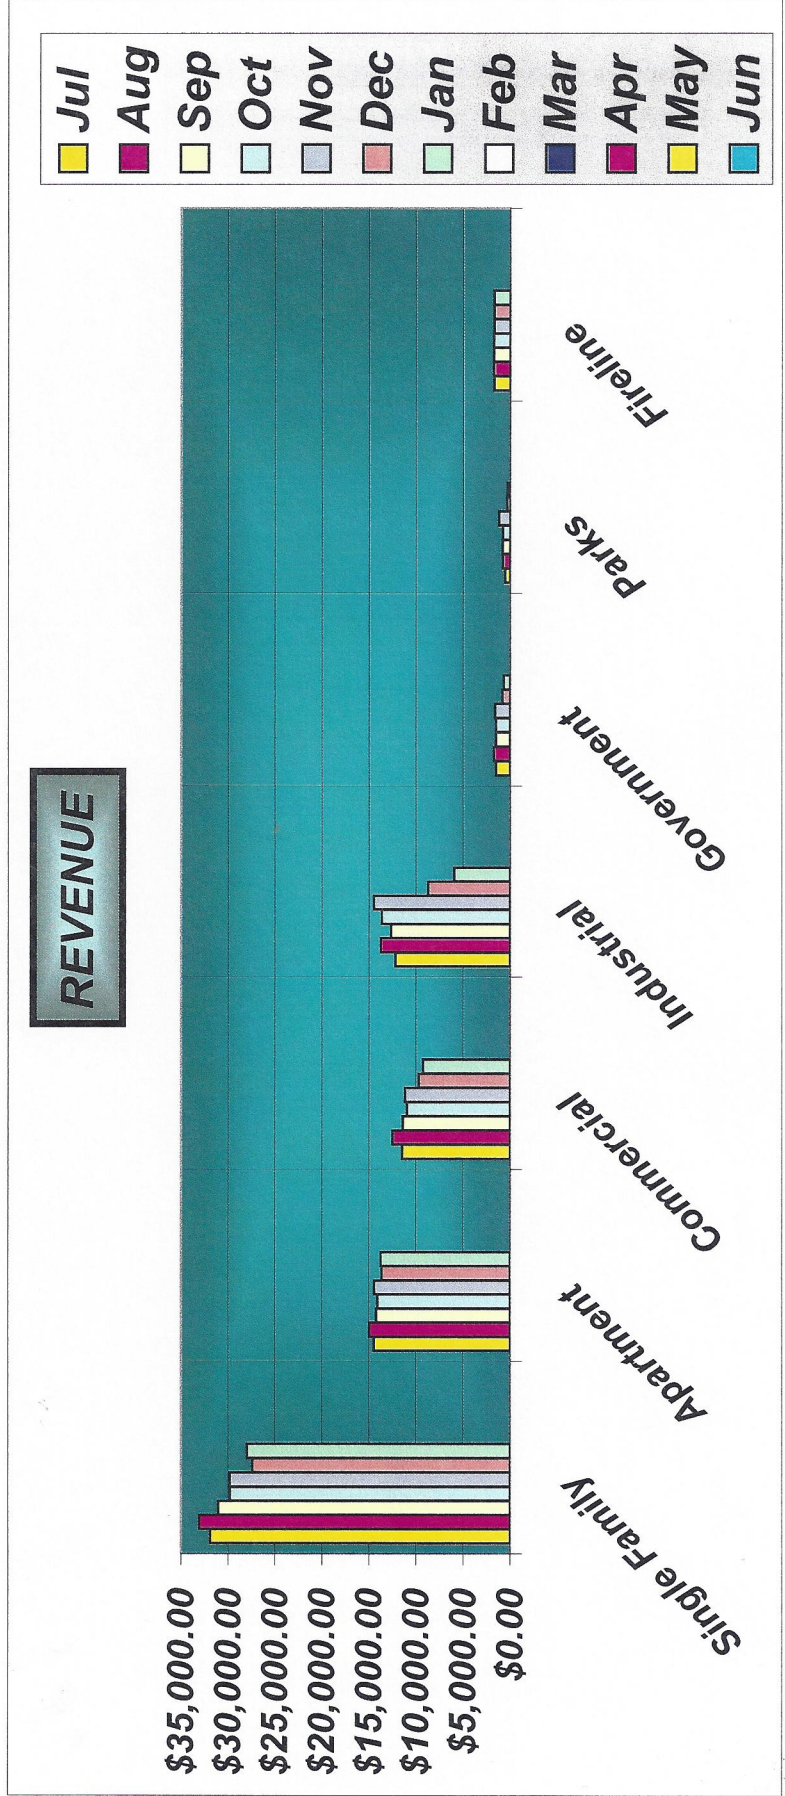 REVENUE
$35,000.00
$30,000.00
$25,000.00
$20,000.00
$15,000.00
$10,000.00
$5,000.00
$0.00
Single Family
Apartment
Commercial
Industrial
Government
Parks
Fireline
Jul
Aug
Sep
Oct
Nov
Dec
Jan
Feb
Mar
Apr
May
Jun